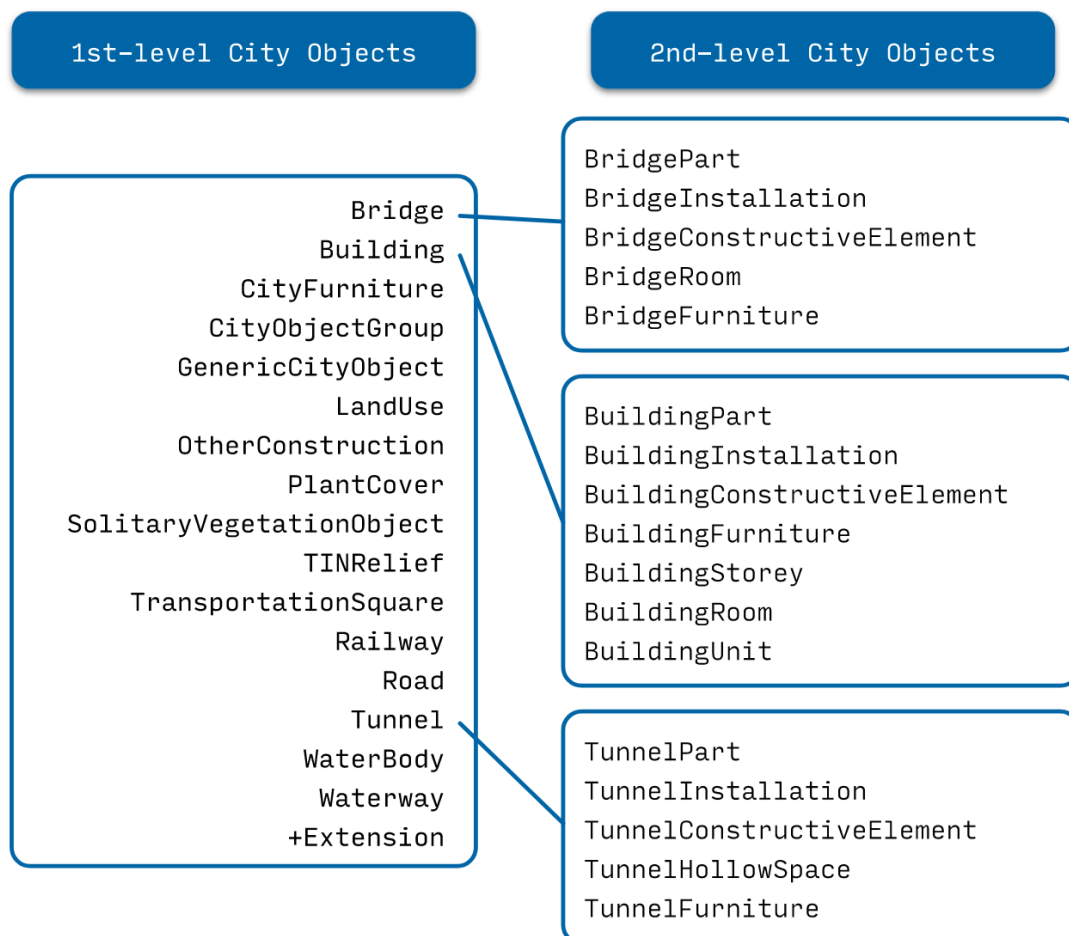 1st-level City Objects
2nd-level City Objects
Bridge
Building
CityFurniture
CityObjectGroup
GenericCityObject
LandUse
OtherConstruction
PlantCover
SolitaryVegetationObject
TINRelief
TransportationSquare
Railway
Road
Tunnel
WaterBody
Waterway
+Extension
BridgePart
BridgeInstallation
BridgeConstructiveElement
BridgeRoom
BridgeFurniture
BuildingPart
BuildingInstallation
BuildingConstructiveElement
BuildingFurniture
BuildingStorey
BuildingRoom
BuildingUnit
TunnelPart
TunnelInstallation
TunnelConstructiveElement
TunnelHollowSpace
TunnelFurniture